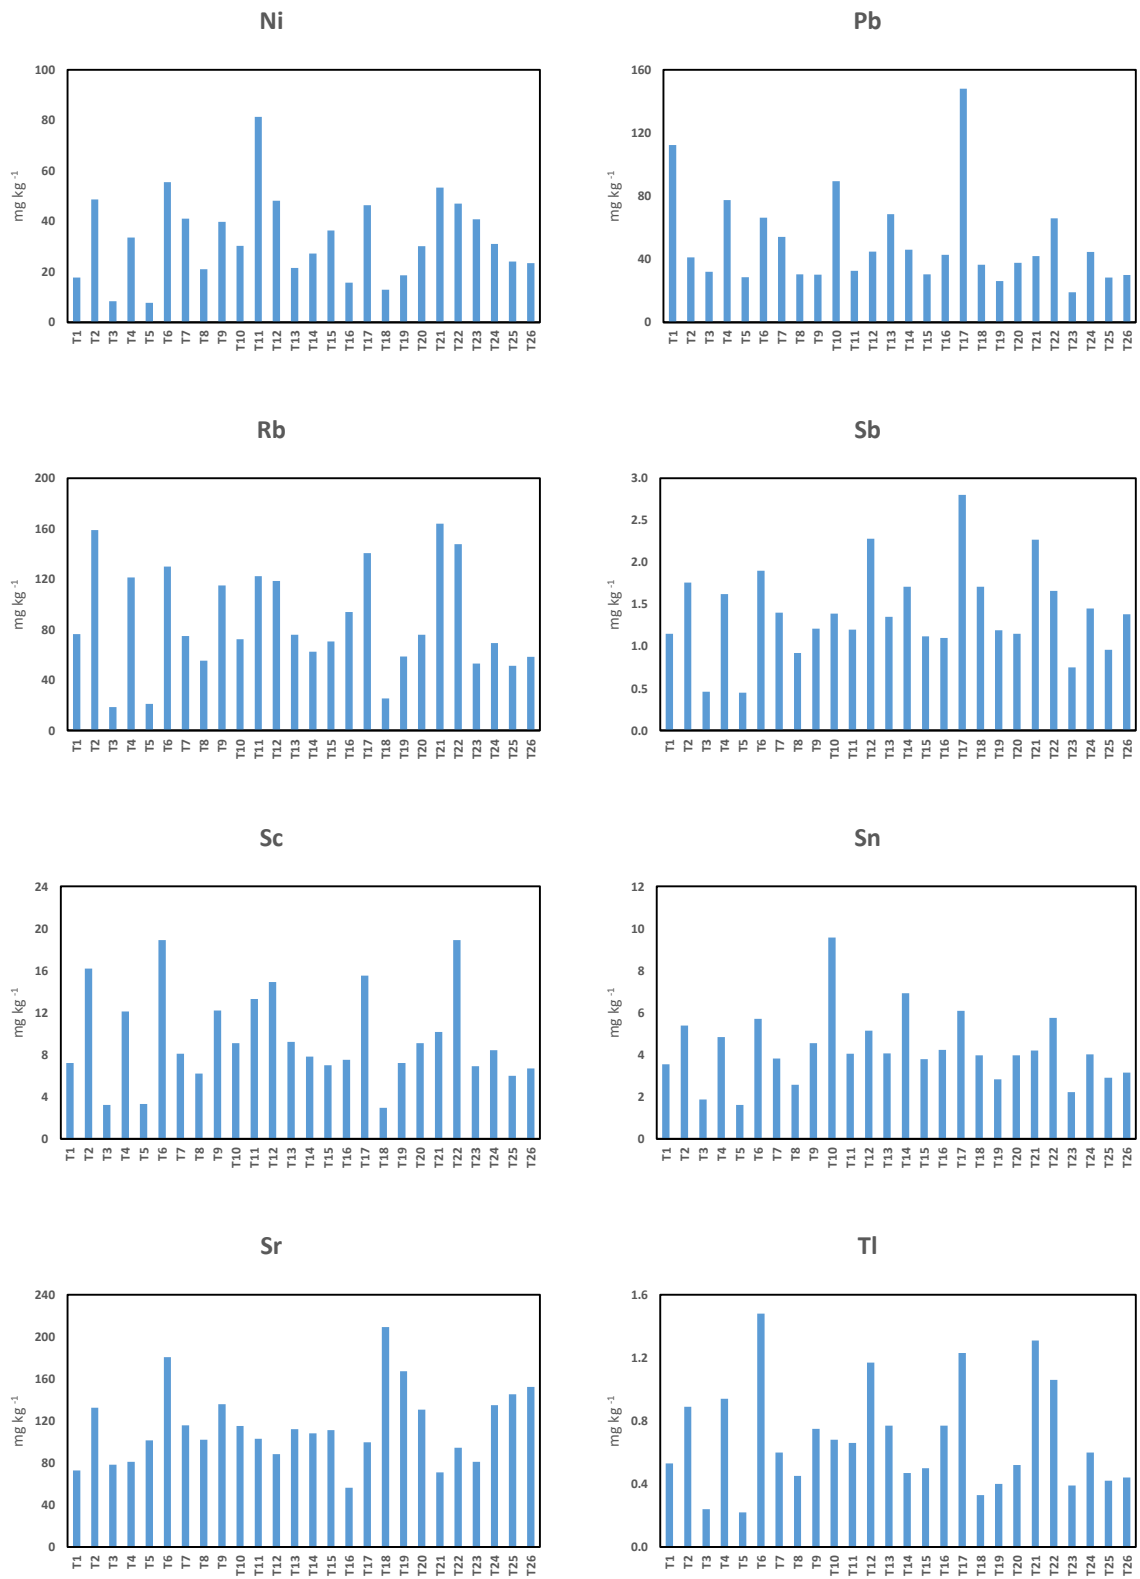 Ni
100
80
60
40
20
0
mg kg -1
T1 T2 T3 T4 T5 T6 T7 T8 T9 T10 T11 T12 T13 T14 T15 T16 T17 T18 T19 T20 T21 T22 T23 T24 T25 T26
Pb
160
120
80
40
0
mg kg -1
T1 T2 T3 T4 T5 T6 T7 T8 T9 T10 T11 T12 T13 T14 T15 T16 T17 T18 T19 T20 T21 T22 T23 T24 T25 T26
Rb
200
160
120
80
40
0
mg kg -1
T1 T2 T3 T4 T5 T6 T7 T8 T9 T10 T11 T12 T13 T14 T15 T16 T17 T18 T19 T20 T21 T22 T23 T24 T25 T26
Sb
3.0
2.5
2.0
1.5
1.0
0.5
0.0
mg kg -1
T1 T2 T3 T4 T5 T6 T7 T8 T9 T10 T11 T12 T13 T14 T15 T16 T17 T18 T19 T20 T21 T22 T23 T24 T25 T26
Sc
24
20
16
12
8
4
0
mg kg -1
T1 T2 T3 T4 T5 T6 T7 T8 T9 T10 T11 T12 T13 T14 T15 T16 T17 T18 T19 T20 T21 T22 T23 T24 T25 T26
Sn
12
10
8
6
4
2
0
mg kg -1
T1 T2 T3 T4 T5 T6 T7 T8 T9 T10 T11 T12 T13 T14 T15 T16 T17 T18 T19 T20 T21 T22 T23 T24 T25 T26
Sr
240
200
160
120
80
40
0
mg kg -1
T1 T2 T3 T4 T5 T6 T7 T8 T9 T10 T11 T12 T13 T14 T15 T16 T17 T18 T19 T20 T21 T22 T23 T24 T25 T26
Tl
1.6
1.2
0.8
0.4
0.0
mg kg -1
T1 T2 T3 T4 T5 T6 T7 T8 T9 T10 T11 T12 T13 T14 T15 T16 T17 T18 T19 T20 T21 T22 T23 T24 T25 T26